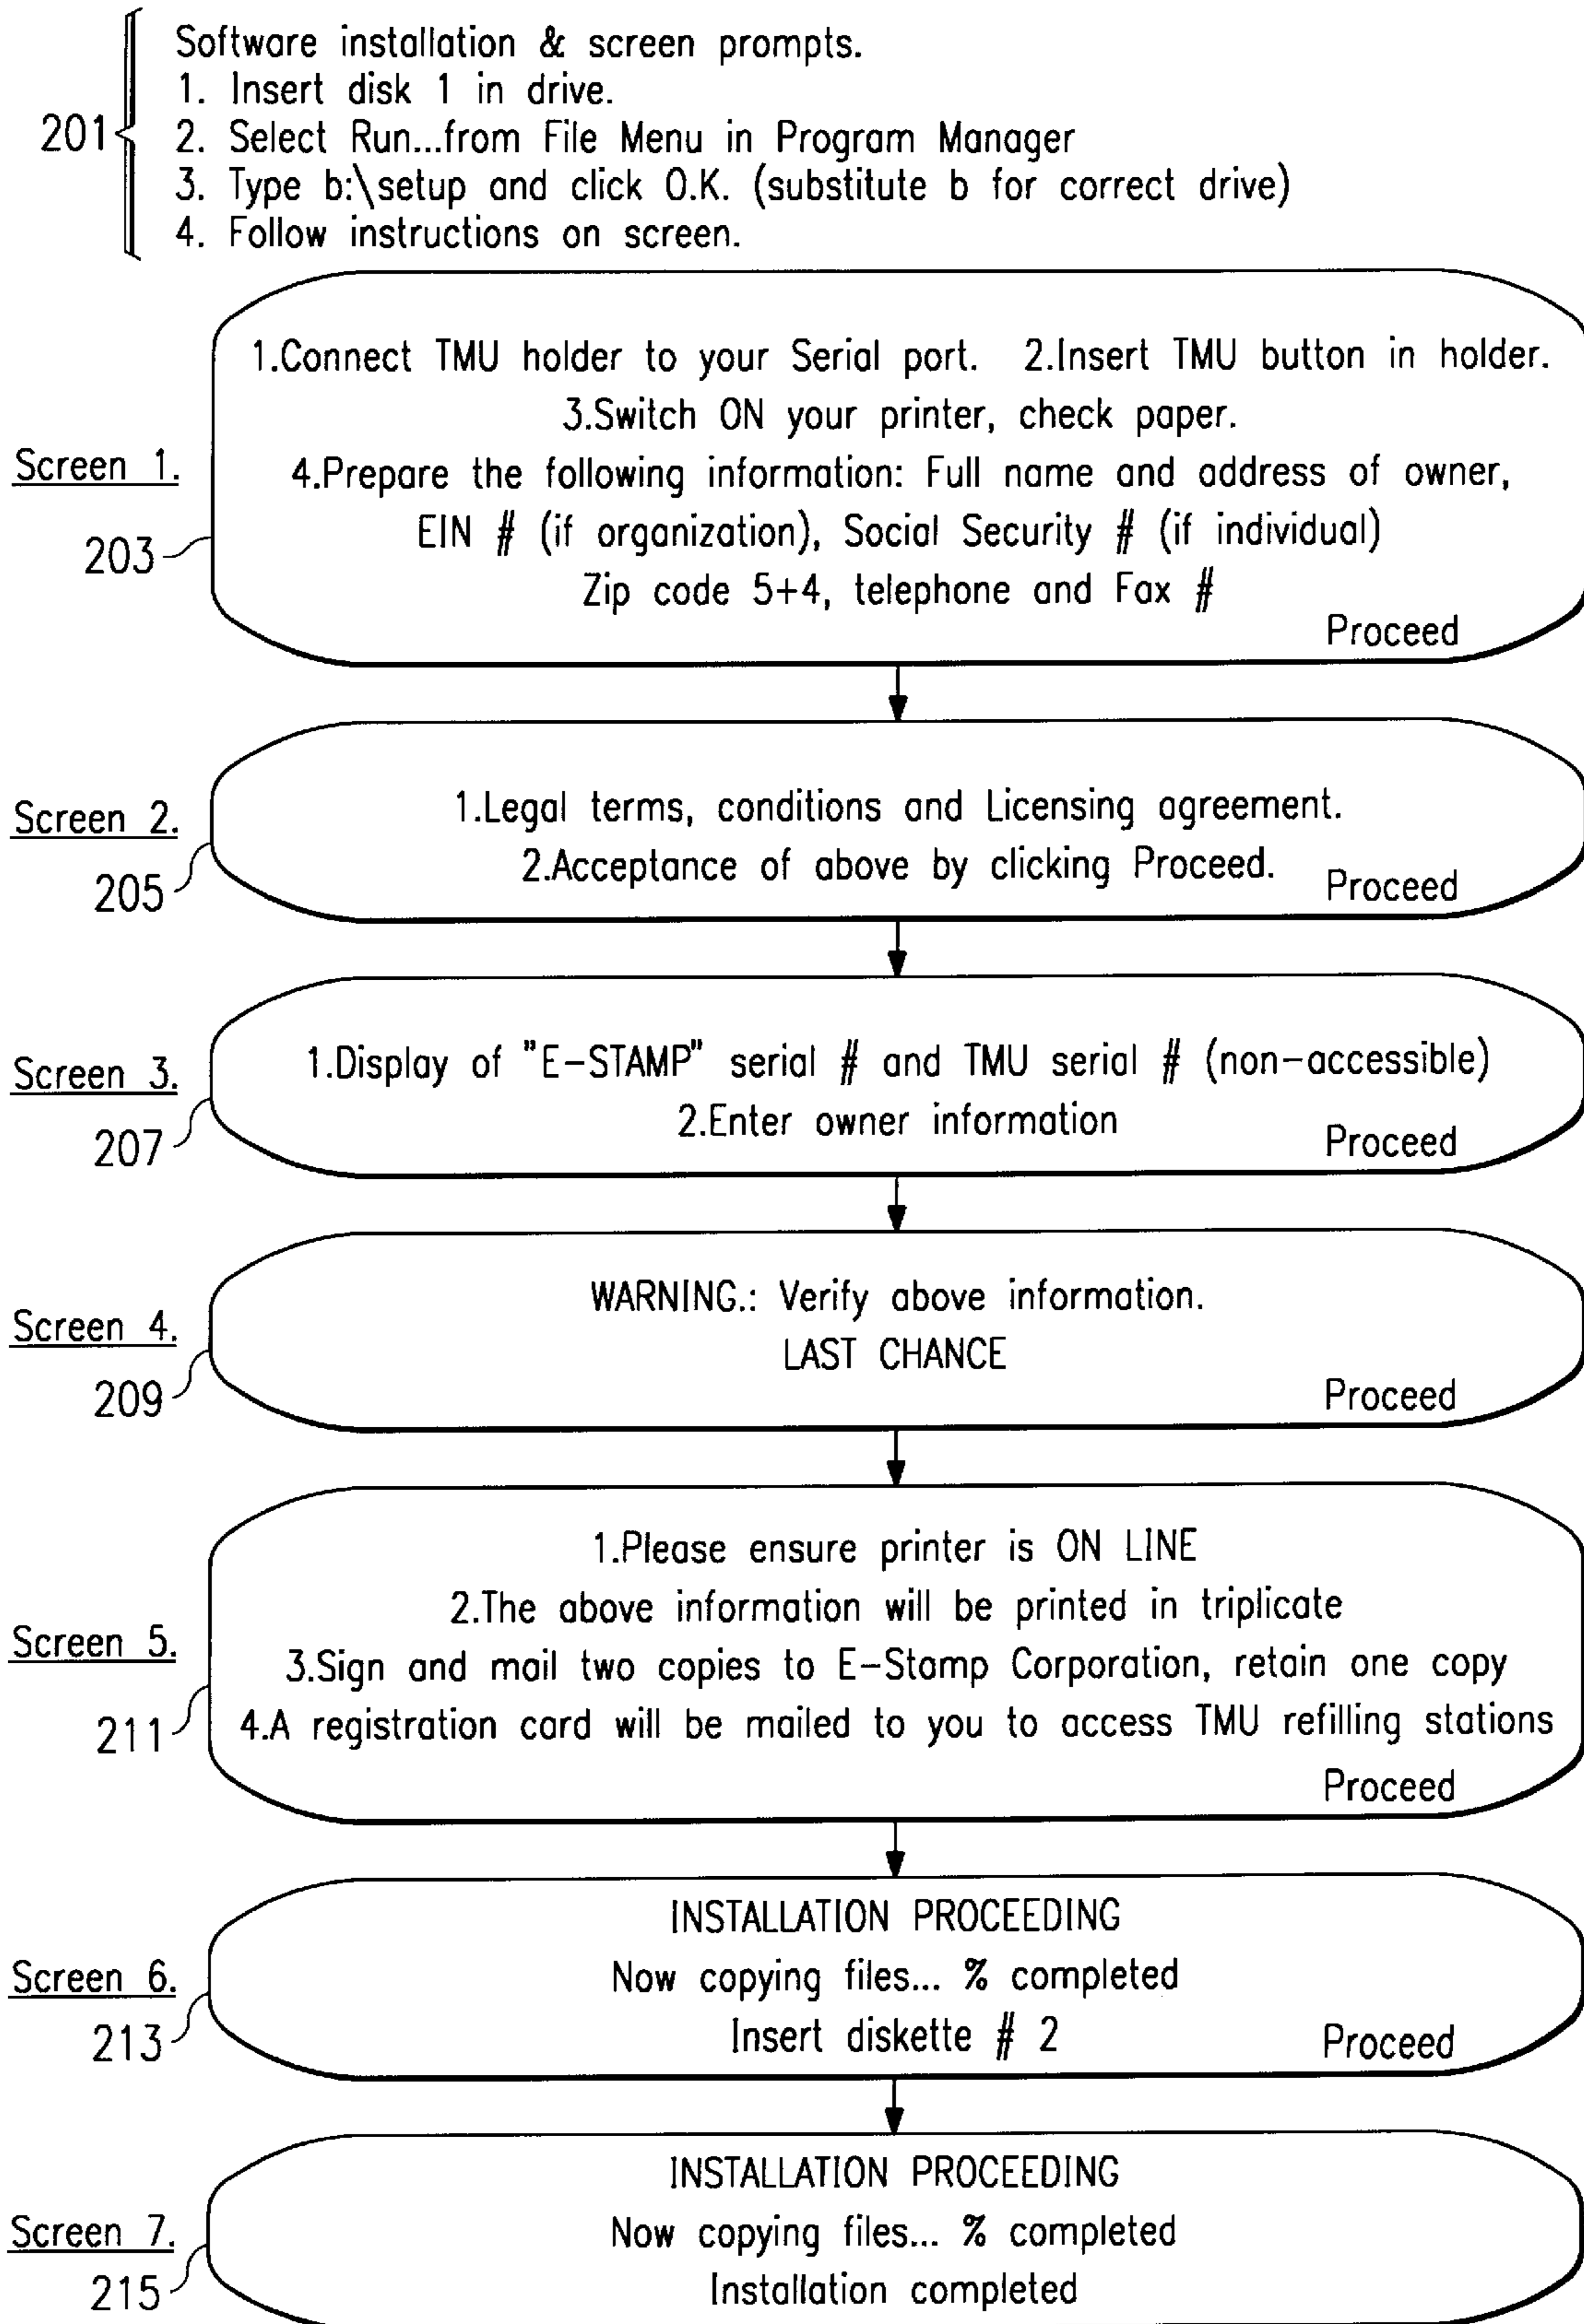 Software installation & screen prompts.
1. Insert disk 1 in drive.
201
2. Select Run...from File Menu in Program Manager
3. Type b:\setup and click O.K. (substitute b for correct drive)
4. Follow instructions on screen.
1.Connect TMU holder to your Serial port. 2.Insert TMU button in holder.
3.Switch ON your printer, check paper.
Screen 1.
4.Prepare the following information: Full name and address of owner,
EIN # (if organization), Social Security # (if individual)
203
Zip code 5+4, telephone and Fax #
Proceed
Screen 2.
1.Legal terms, conditions and Licensing agreement.
2.Acceptance of above by clicking Proceed.
Proceed
205
Screen 3.
1.Display of "E-STAMP" serial # and TMU serial # (non-accessible)
2.Enter owner information
Proceed
207
WARNING.: Verify above information.
Screen 4.
LAST CHANCE
209
Proceed
1.Please ensure printer is ON LINE
2.The above information will be printed in triplicate
Screen 5.
3.Sign and mail two copies to E-Stamp Corporation, retain one copy
211
4.A registration card will be mailed to you to access TMU refilling stations
Proceed
INSTALLATION PROCEEDING
Screen 6.
Now copying files... % completed
213
Insert diskette # 2
Proceed
INSTALLATION PROCEEDING
Screen 7.
Now copying files... % completed
215
Installation completed